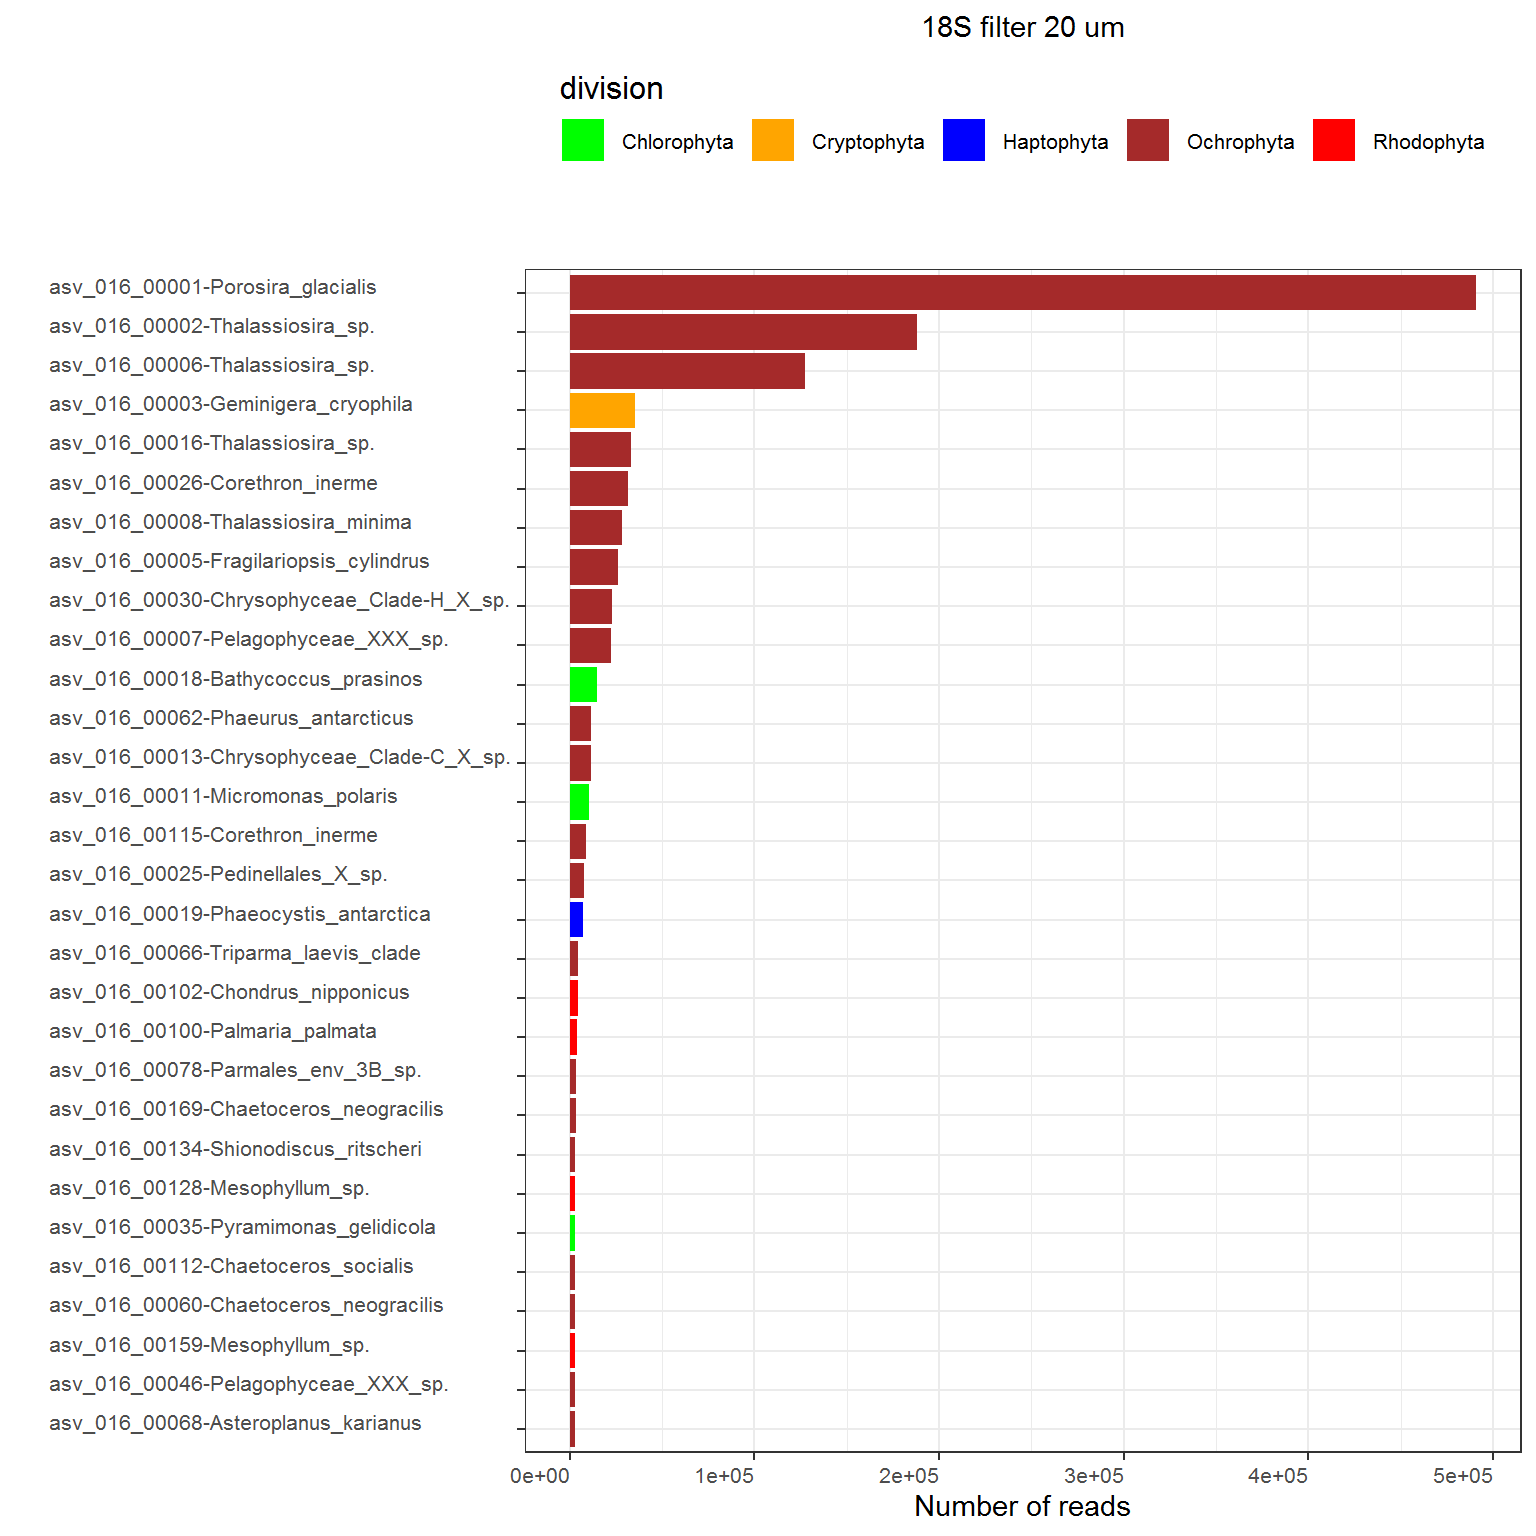 18S filter 20 um
division
Chlorophyta Cryptophyta Haptophyta Ochrophyta Rhodophyta
asv_016_00001-Porosira_glacialis
asv_016_00002-Thalassiosira_sp.
asv_016_00006-Thalassiosira_sp.
asv_016_00003-Geminigera_cryophila
asv_016_00016-Thalassiosira_sp.
asv_016_00026-Corethron_inerme
asv_016_00008-Thalassiosira_minima
asv_016_00005-Fragilariopsis_cylindrus
asv_016_00030-Chrysophyceae_Clade-H_X_sp.
asv_016_00007-Pelagophyceae_XXX_sp.
asv_016_00018-Bathycoccus_prasinos
asv_016_00062-Phaeurus_antarcticus
asv_016_00013-Chrysophyceae_Clade-C_X_sp.
asv_016_00011-Micromonas_polaris
asv_016_00115-Corethron_inerme
asv_016_00025-Pedinellales_X_sp.
asv_016_00019-Phaeocystis_antarctica
asv_016_00066-Triparma_laevis_clade
asv_016_00102-Chondrus_nipponicus
asv_016_00100-Palmaria_palmata
asv_016_00078-Parmales_env_3B_sp.
asv_016_00169-Chaetoceros_neogracilis
asv_016_00134-Shionodiscus_ritscheri
asv_016_00128-Mesophyllum_sp.
asv_016_00035-Pyramimonas_gelidicola
asv_016_00112-Chaetoceros_socialis
asv_016_00060-Chaetoceros_neogracilis
asv_016_00159-Mesophyllum_sp.
asv_016_00046-Pelagophyceae_XXX_sp.
asv_016_00068-Asteroplanus_karianus
0e+00 1e+05 2e+05 3e+05 4e+05 5e+05
Number of reads